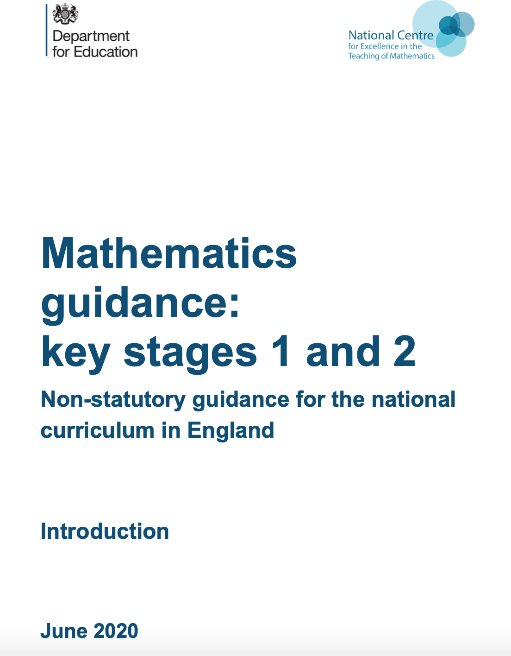 Department
for Education
National Centre
for Excellence in the
Teaching of Mathematics
Mathematics
guidance:
key stages 1 and 2
Non-statutory guidance for the national
curriculum in England
Introduction
June 2020